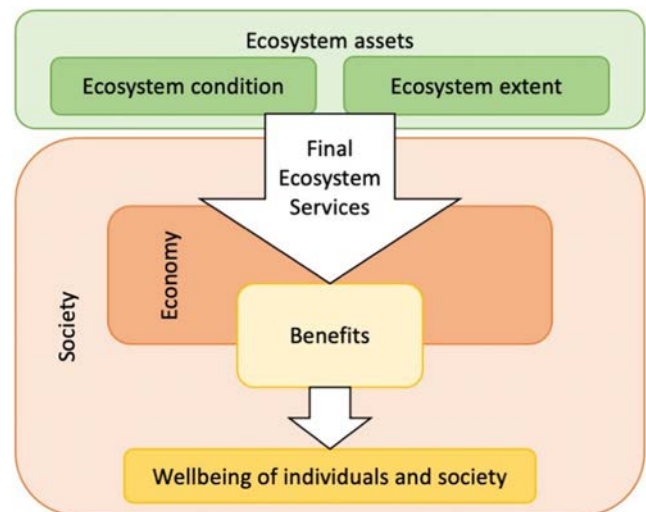 Ecosystem assets
Ecosystem condition
Ecosystem extent
Final
Ecosystem
Services
Economy
Society
Benefits
Wellbeing of individuals and society